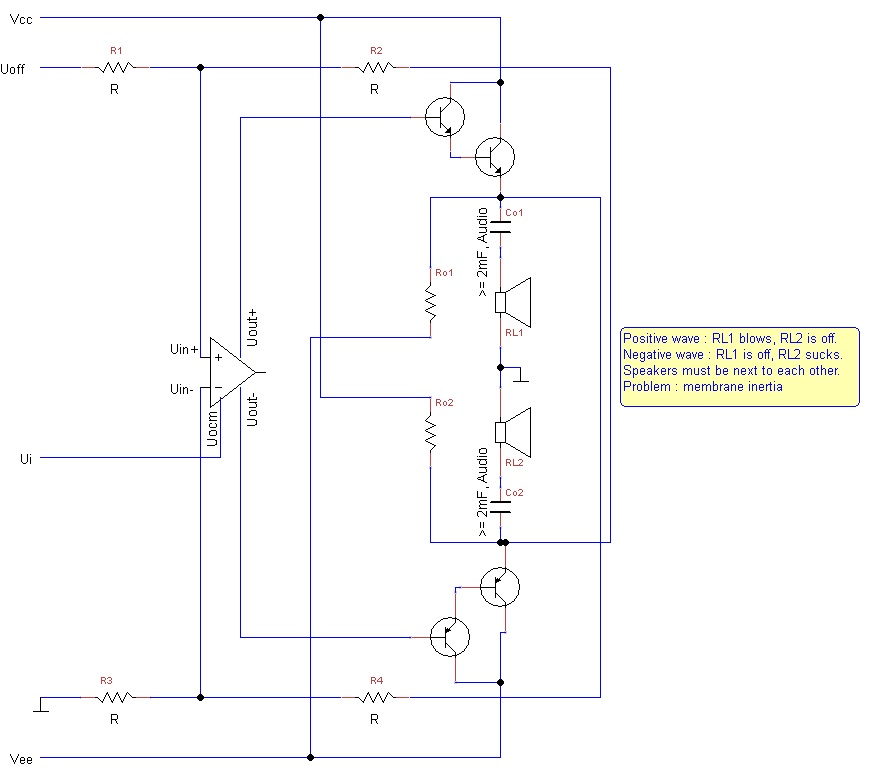 Vcc
R1
R2
Uoff
R
R
Co1
>= 2mF, Audio
Ro1
Uout+
RL1
Uin+
+
Positive wave : RL1 blows, RL2 is off.
Negative wave : RL1 is off, RL2 sucks.
Speakers must be next to each other.
Problem : membrane inertia
Uin-
−
Uocm
Uout-
Ro2
Ui
RL2
>= 2mF, Audio
Co2
R3
R4
R
R
Vee